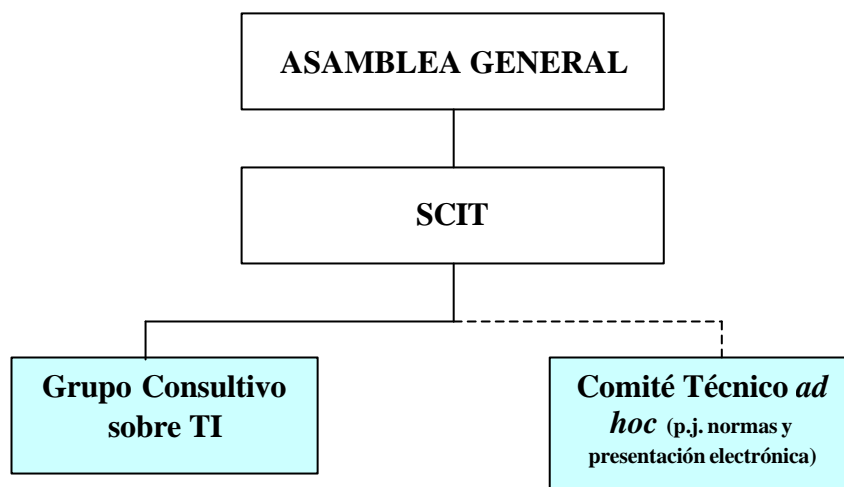 ASAMBLEA GENERAL
SCIT
Grupo Consultivo
sobre TI
Comité Técnico ad
hoc (p.j. normas y
presentación electrónica)